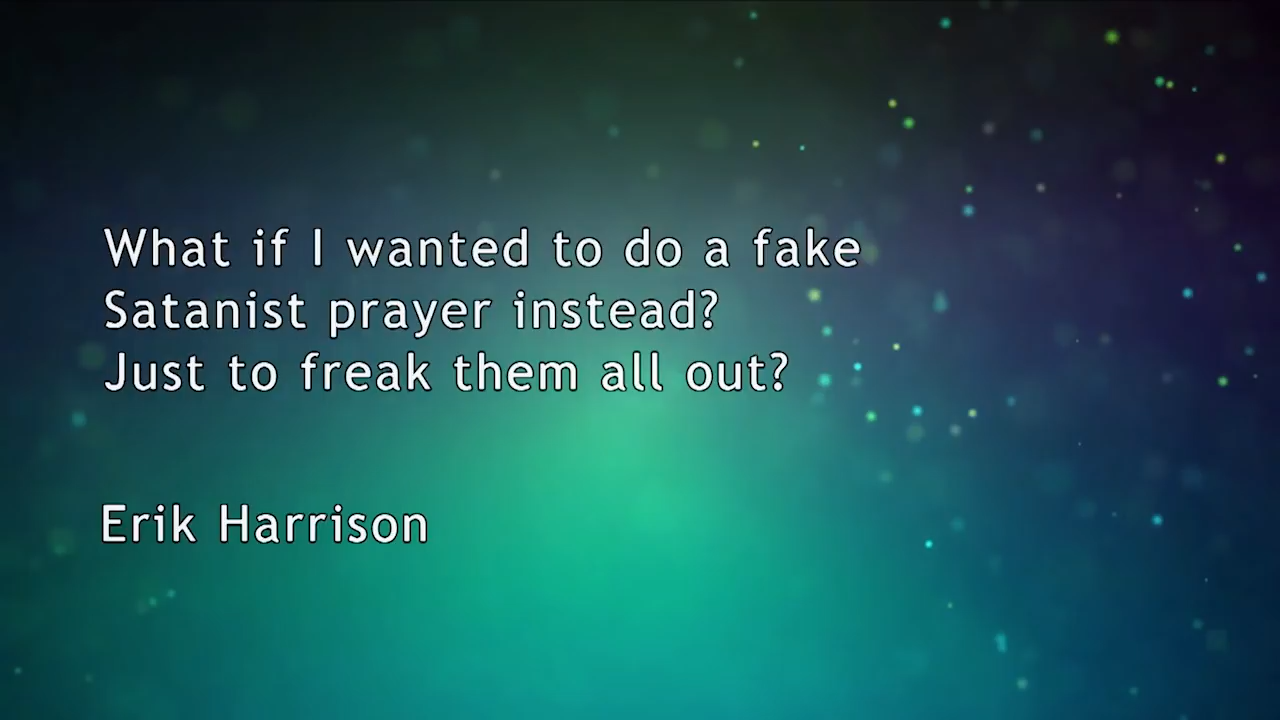 What if I wanted to do a fake
Satanist prayer instead?
Just to freak them all out?
Erik Harrison